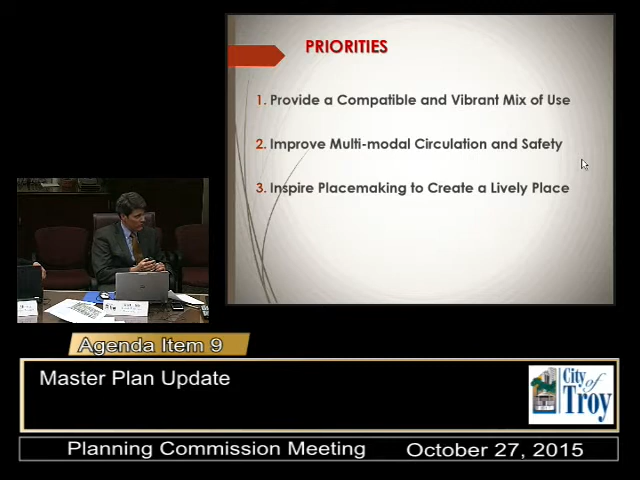 PRIORITIES
1. Provide a Compatible and Vibrant Mix of Use
2. Improve Multi-modal Circulation and Safety
3. Inspire Placemaking to Create a Lively Place
Agenda Item 9
Master Plan Update
City
of
Troy
Planning Commission Meeting October 27, 2015